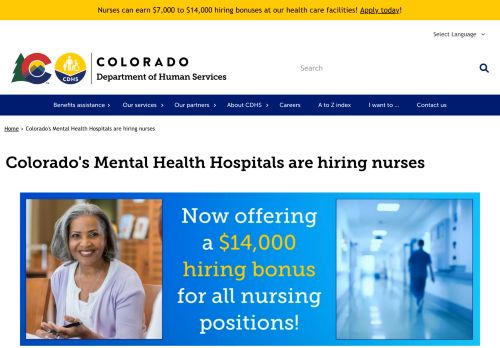 Nurses can earn $7,000 to $14,000 hiring bonuses at our health care facilities! Apply today!
Select Language
CDHS
COLORADO
Department of Human Services
Search
Benefits assistance
Our services
Our partners
About CDHS
Careers
A to Z index
I want to ...
Contact us
Home › Colorado's Mental Health Hospitals are hiring nurses
Colorado's Mental Health Hospitals are hiring nurses
Now offering
a $14,000
hiring bonus
for all nursing
positions!